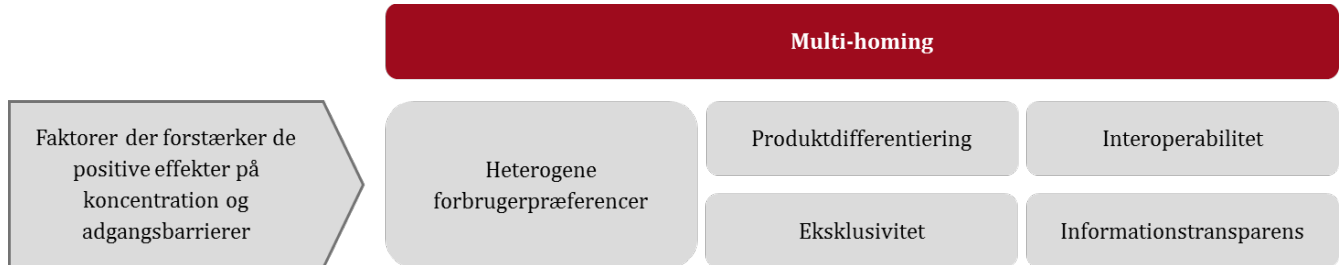 Multi-homing
Faktorer der forstærker de
positive effekter på
koncentration og
adgangsbarrierer
Heterogene
forbrugerpræferencer
Produktdifferentiering
Interoperabilitet
Eksklusivitet
Informationstransparens